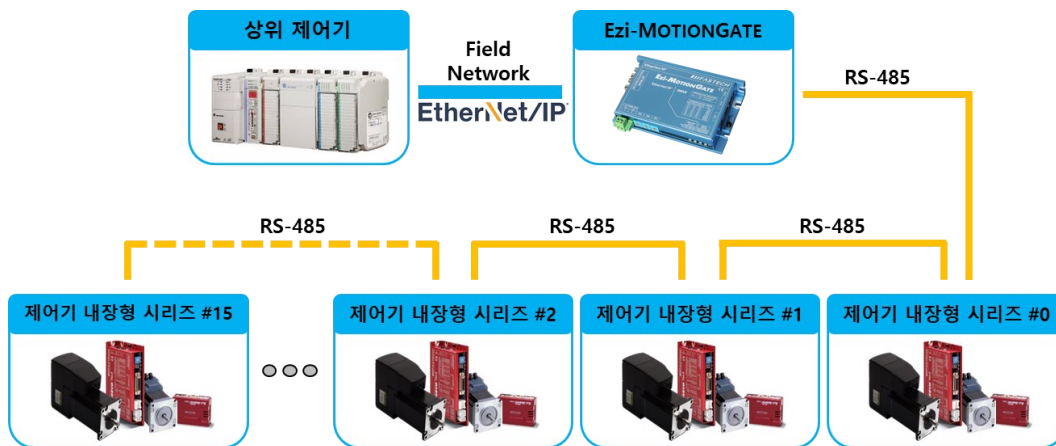 상위 제어기
Field
Network
EtherNet/IP
Ezi-MOTIONGATE
FASTECH
Ezi-MOTIONGATE
RS-485
RS-485
RS-485
RS-485
제어기 내장형 시리즈 #15
제어기 내장형 시리즈 #2
제어기 내장형 시리즈 #1
제어기 내장형 시리즈 #0